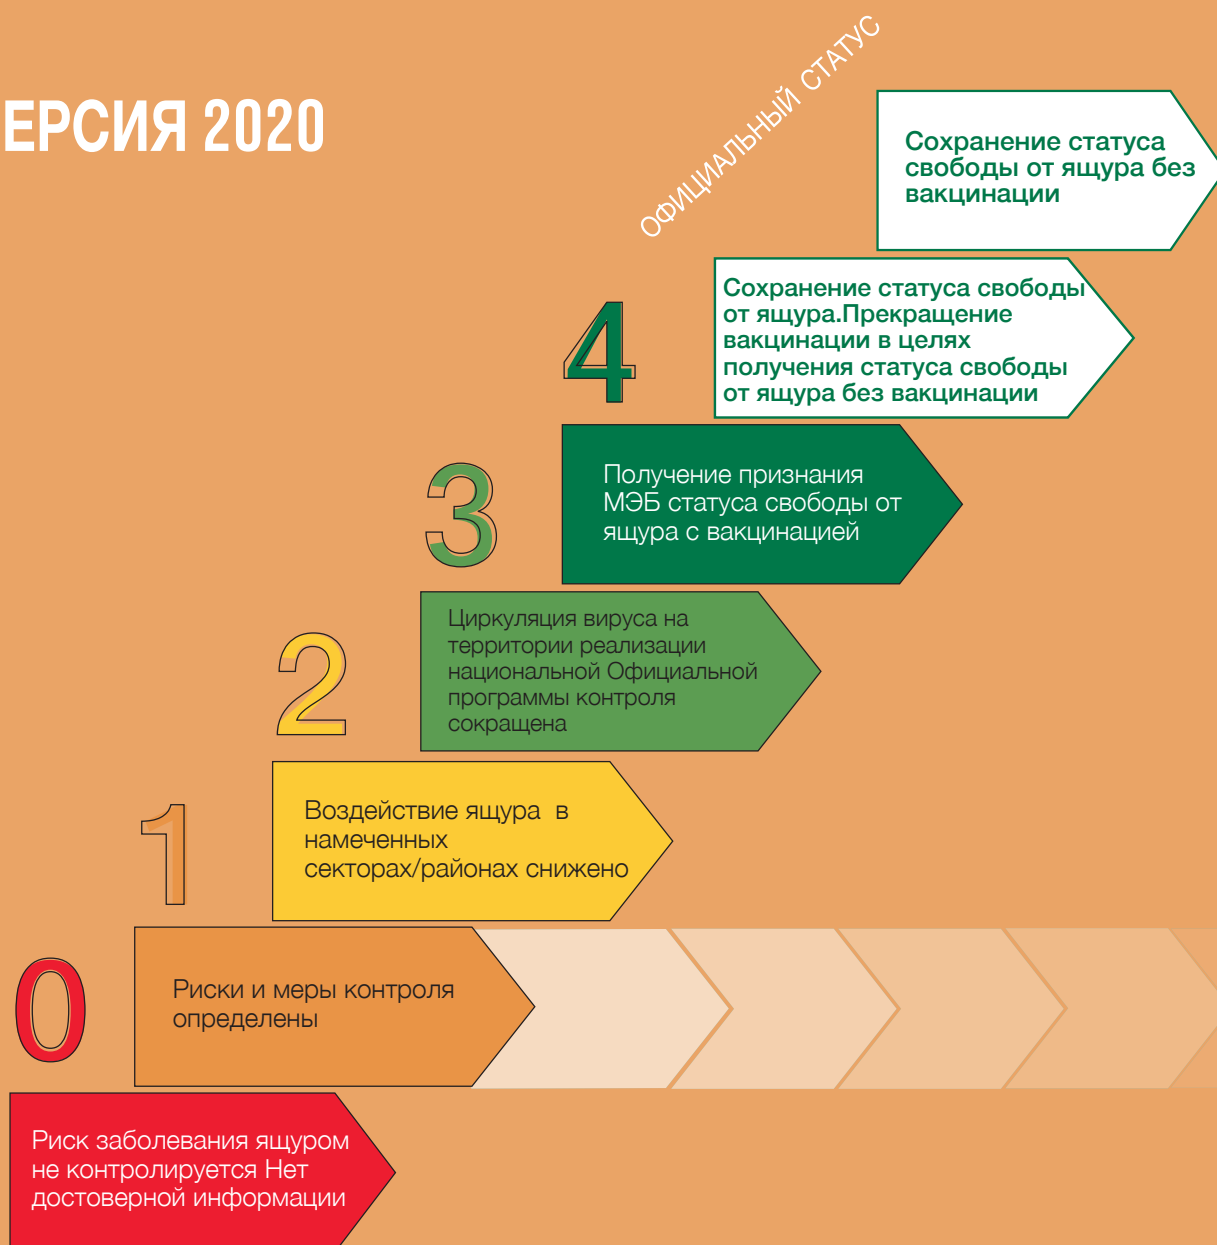 ЕРСИЯ 2020
ОФИЦИАЛЬНЫЙ СТАТУС
Сохранение статуса
свободы от ящура без
вакцинации
Сохранение статуса свободы
от ящура.Прекращение
вакцинации в целях
получения статуса свободы
от ящура без вакцинации
4
Получение признания
МЭБ статуса свободы от
ящура с вакцинацией
3
Циркуляция вируса на
территории реализации
национальной Официальной
программы контроля
сокращена
2
Воздействие ящура в
намеченных
секторах/районах снижено
1
Риски и меры контроля
определены
0
Риск заболевания ящуром
не контролируется Нет
достоверной информации